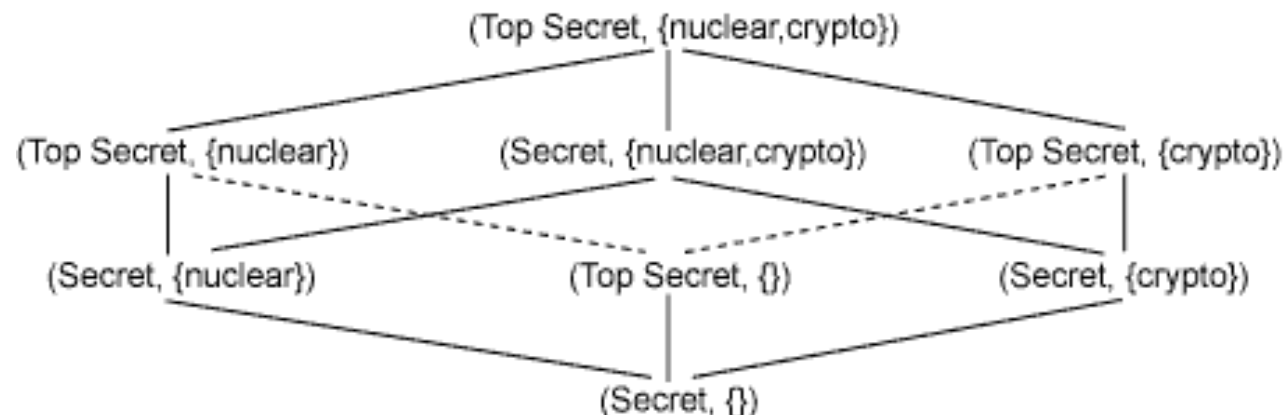 (Top Secret, {nuclear,crypto})
(Top Secret, {nuclear})
(Secret, {nuclear,crypto})
(Top Secret, {crypto})
(Secret, {nuclear})
(Top Secret, {})
(Secret, {crypto})
(Secret, {})